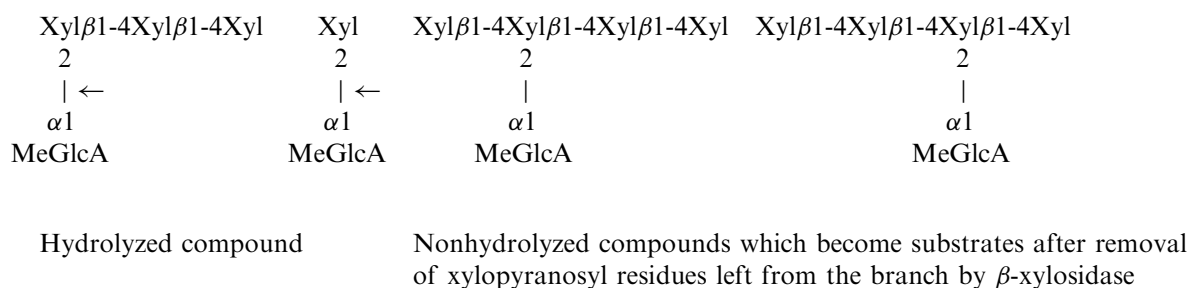 Xylβ1-4Xylβ1-4Xyl Xyl Xylβ1-4Xylβ1-4Xylβ1-4Xyl Xylβ1-4Xylβ1-4Xylβ1-4Xyl
2 2 2 2
| ← | ← | |
α1 α1 α1 α1
MeGlcA MeGlcA MeGlcA MeGlcA
Hydrolyzed compound Nonhydrolyzed compounds which become substrates after removal
of xylopyranosyl residues left from the branch by β-xylosidase